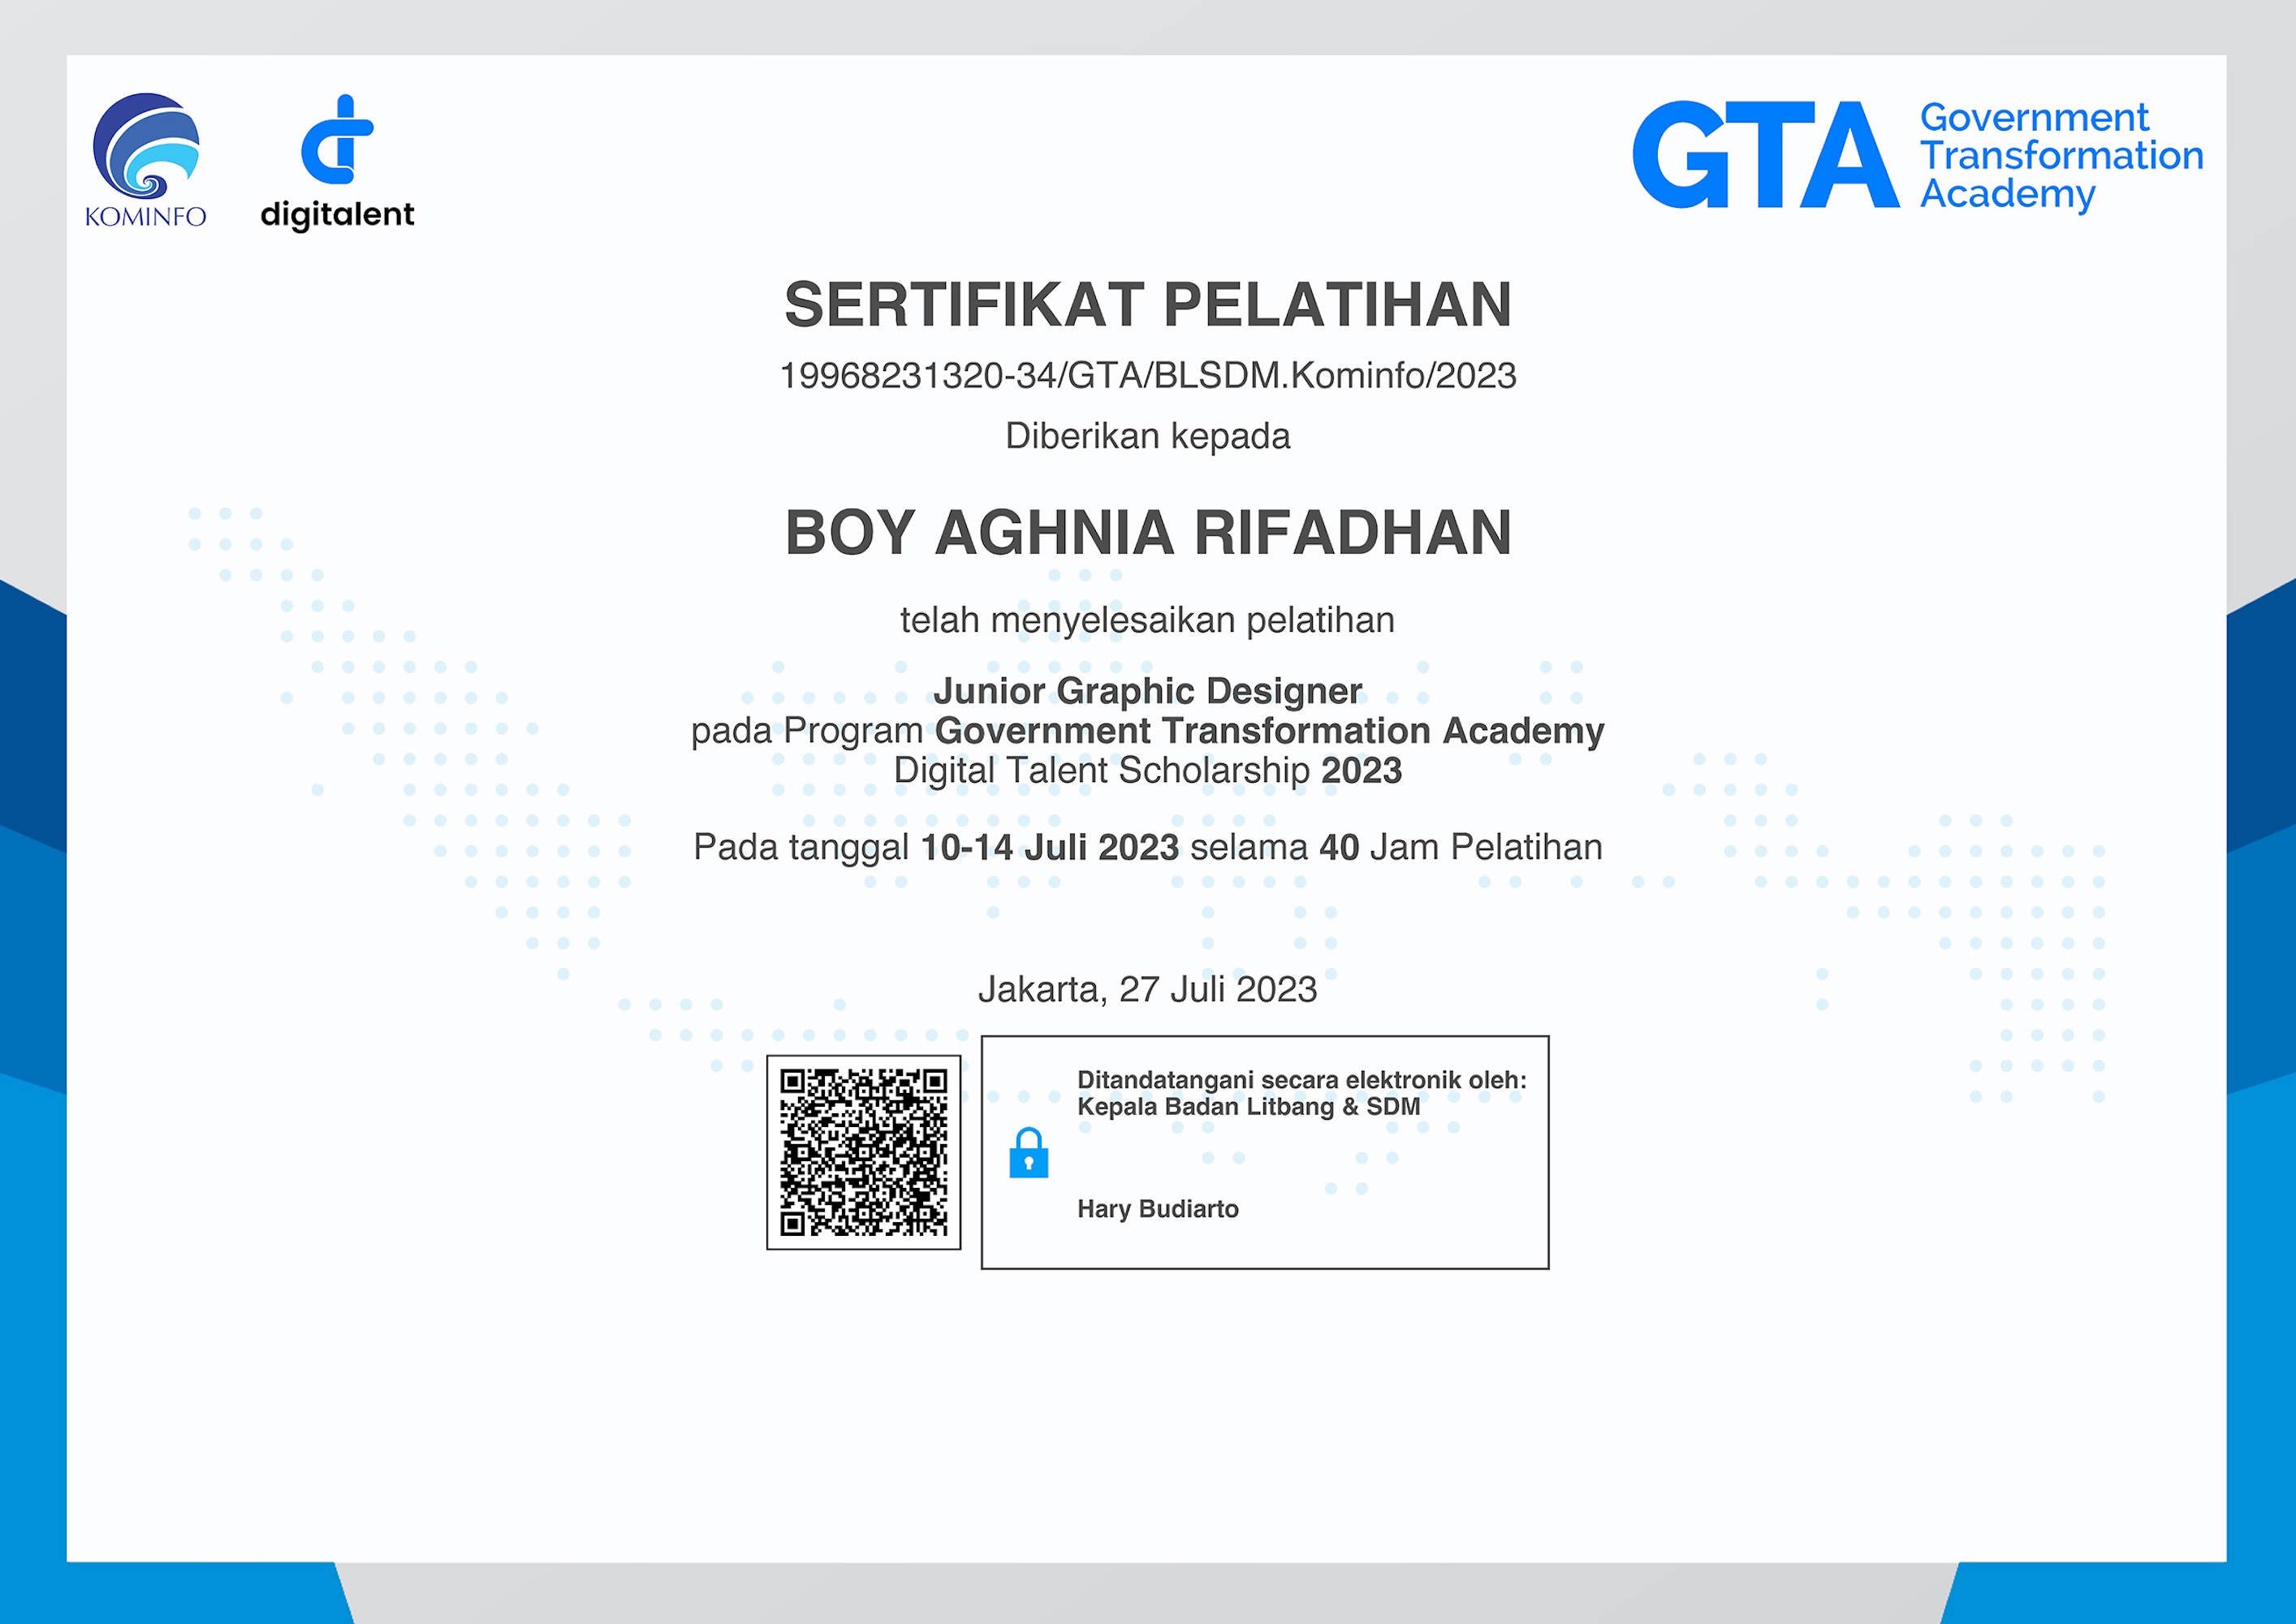 KOMINFO
digitalent
GTA
Government
Transformation
Academy
SERTIFIKAT PELATIHAN
19968231320-34/GTA/BLSDM.Kominfo/2023
Diberikan kepada
BOY AGHNIA RIFADHAN
telah menyelesaikan pelatihan
Junior Graphic Designer
pada Program Government Transformation Academy
Digital Talent Scholarship 2023
Pada tanggal 10-14 Juli 2023 selama 40 Jam Pelatihan
Jakarta, 27 Juli 2023
Ditandatangani secara elektronik oleh:
Kepala Badan Litbang & SDM
Hary Budiarto